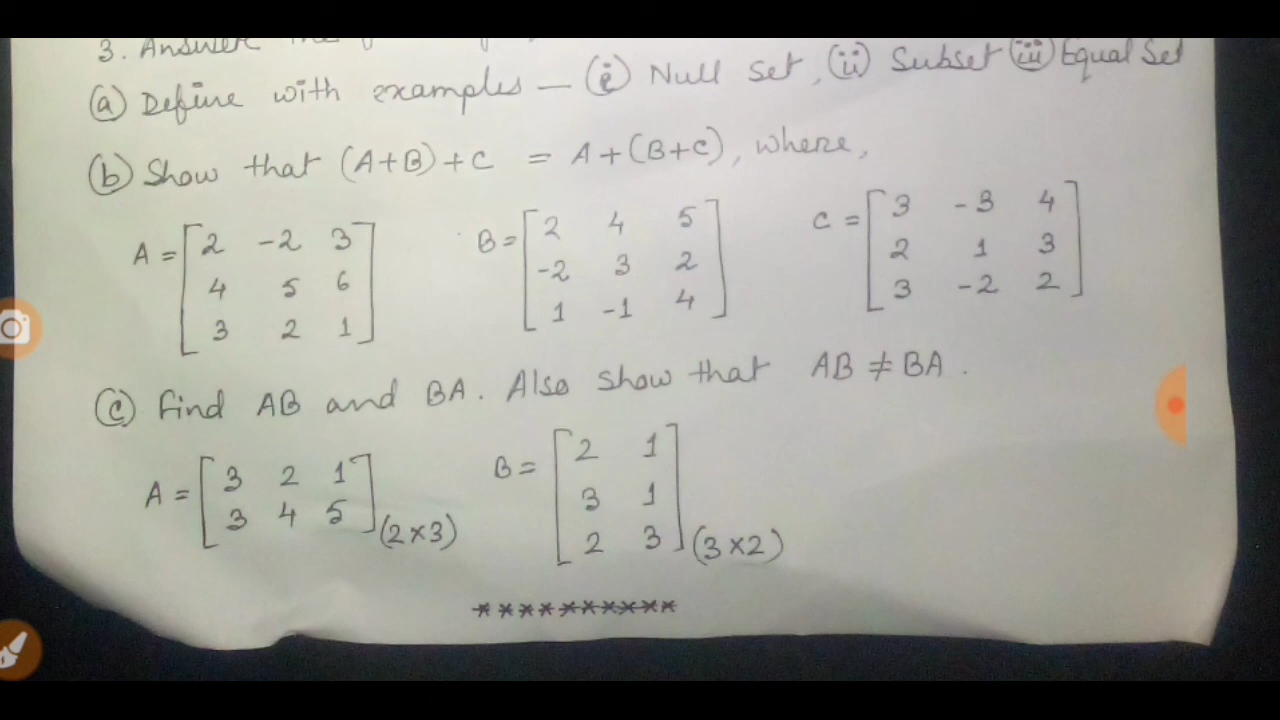 3. Answer the
(a) Define with examples — (i) Null Set, (ii) Subset (iii) Equal Set
(b) Show that (A+B)+C = A+(B+C), where,
A = [2 -2 3 B = [2 4 5] C = [3 -3 4
4 5 6 -2 3 2 2 1 3
3 2 1] 1 -1 4 3 -2 2]
(c) Find AB and BA. Also show that AB ≠ BA.
A = [3 2 1 B = [2 1
3 4 5] (2×3) 3 1
2 3] (3×2)
**********